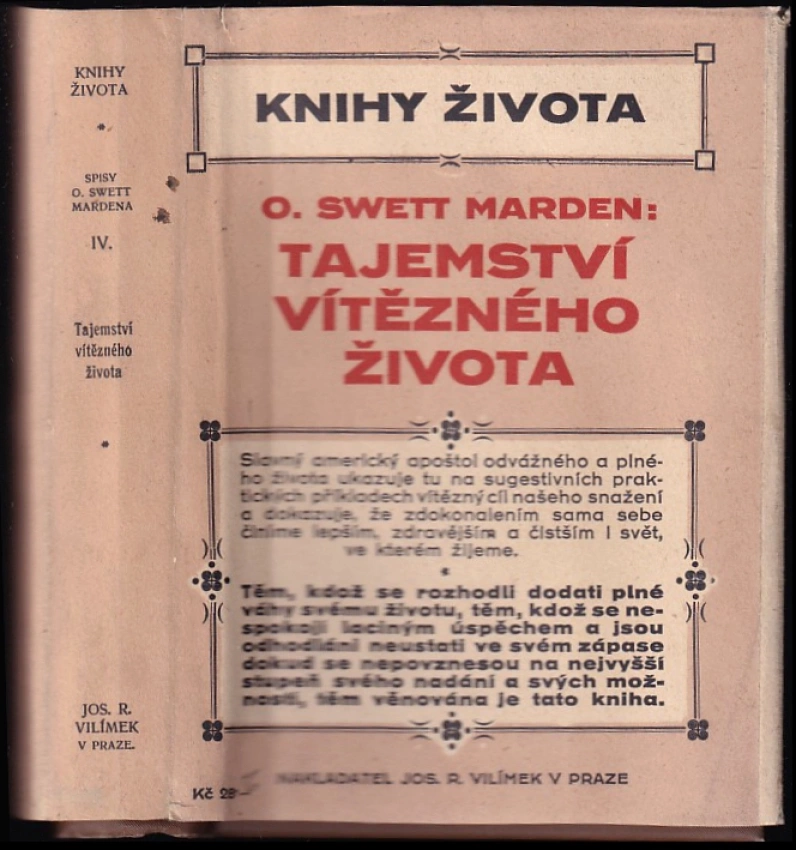 KNIHY
ŽIVOTA
*
SPISY
O. SWETT
MARDENA
IV.
Tajemství
vítězného
života
*
JOS. R.
VILÍMEK
V PRAZE.
KNIHY ŽIVOTA
O. SWETT MARDEN:
TAJEMSTVÍ
VÍTĚZNÉHO
ŽIVOTA
Slavný americký apoštol odvážného a plné-
ho života ukazuje tu na sugestivních prak-
tických příkladech vítězný cíl našeho snažení
a dokazuje, že zdokonalením sama sebe
činíme lepším, zdravějším a čistším i svět,
ve kterém žijeme.
*
Těm, kdož se rozhodli dodati plné
váhy svému životu, těm, kdož se ne-
spokojí laciným úspěchem a jsou
odhodláni neustati ve svém zápase
dokud se nepovznesou na nejvyšší
stupeň svého nadání a svých mož-
ností, těm věnována je tato kniha.
NAKLADATEL JOS. R. VILÍMEK V PRAZE
Kč